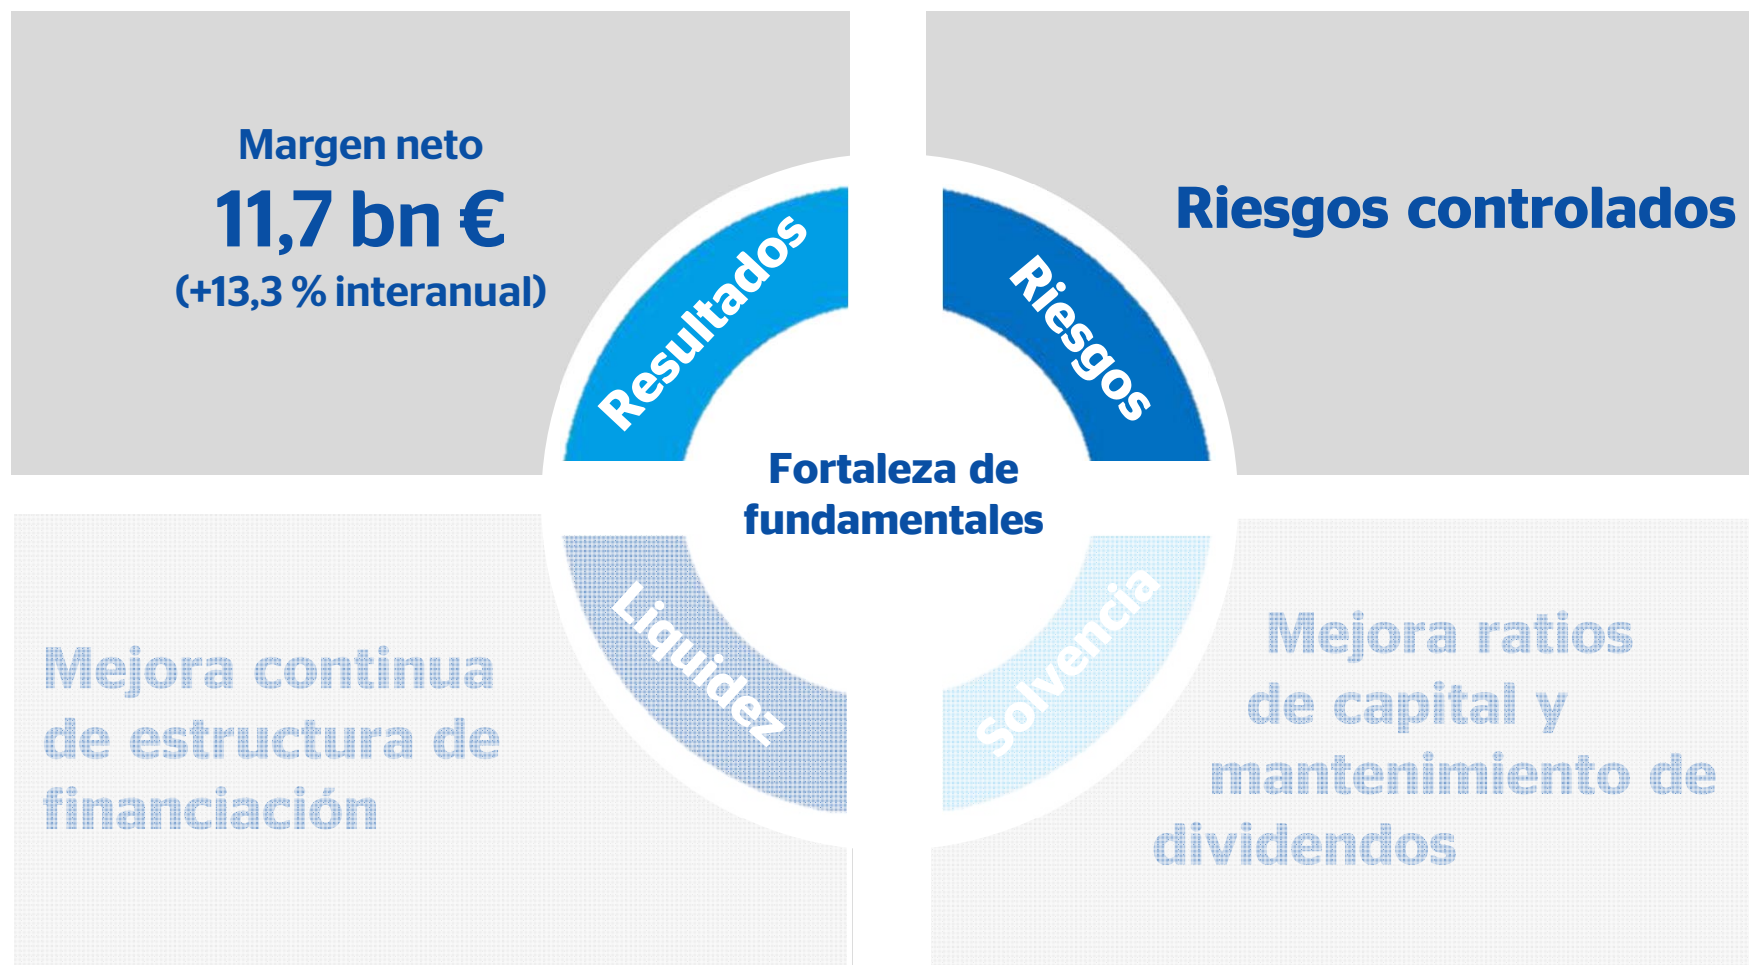 Margen neto
11,7 bn €
(+13,3 % interanual)
Resultados
Riesgos controlados
Riesgos
Fortaleza de
fundamentales
Mejora continua
de estructura de
financiación
Liquidez
Solvencia
Mejora ratios
de capital y
mantenimiento de
dividendos